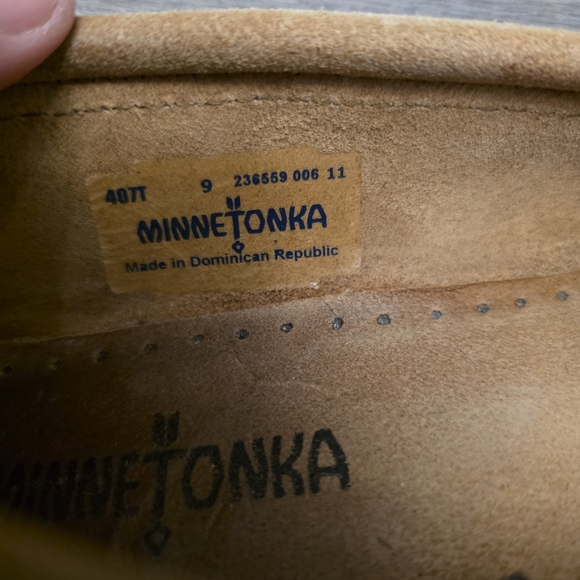 407T 9 236559 006 11
MINNETONKA
Made in Dominican Republic
MINNETONKA